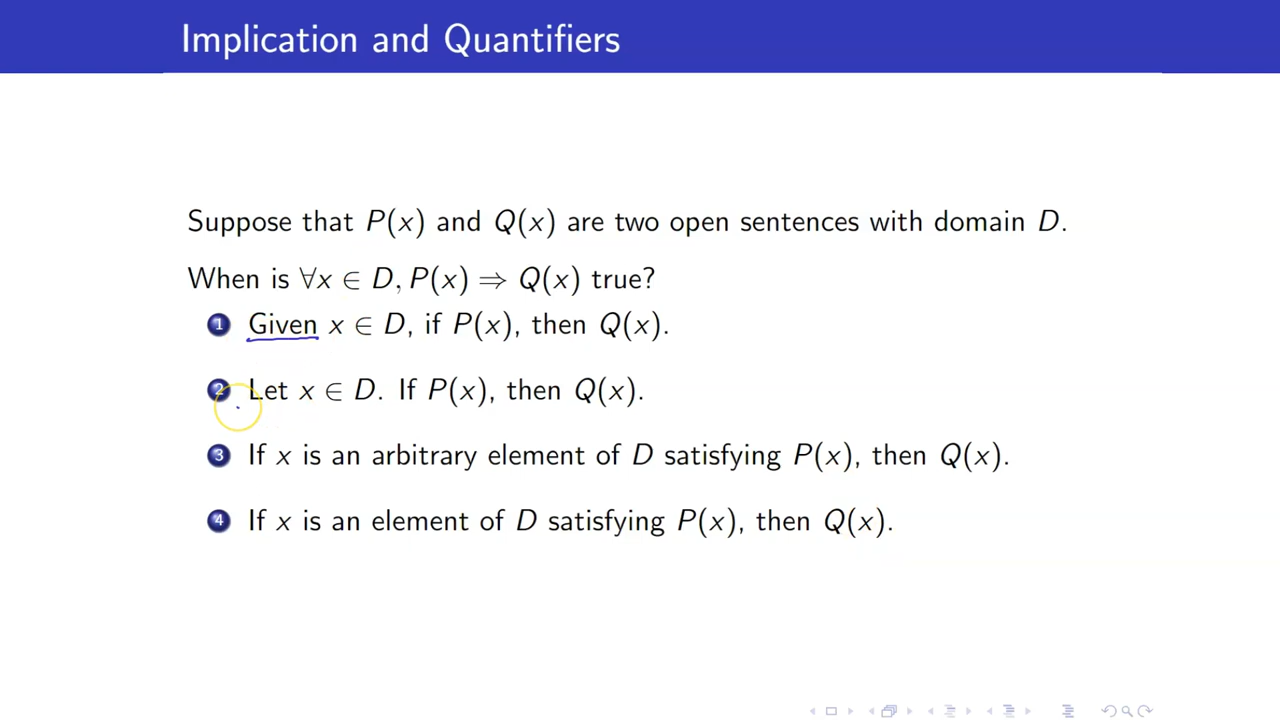 Implication and Quantifiers
Suppose that P(x) and Q(x) are two open sentences with domain D.
When is ∀x ∈ D, P(x) ⇒ Q(x) true?
1 Given x ∈ D, if P(x), then Q(x).
2 Let x ∈ D. If P(x), then Q(x).
3 If x is an arbitrary element of D satisfying P(x), then Q(x).
4 If x is an element of D satisfying P(x), then Q(x).